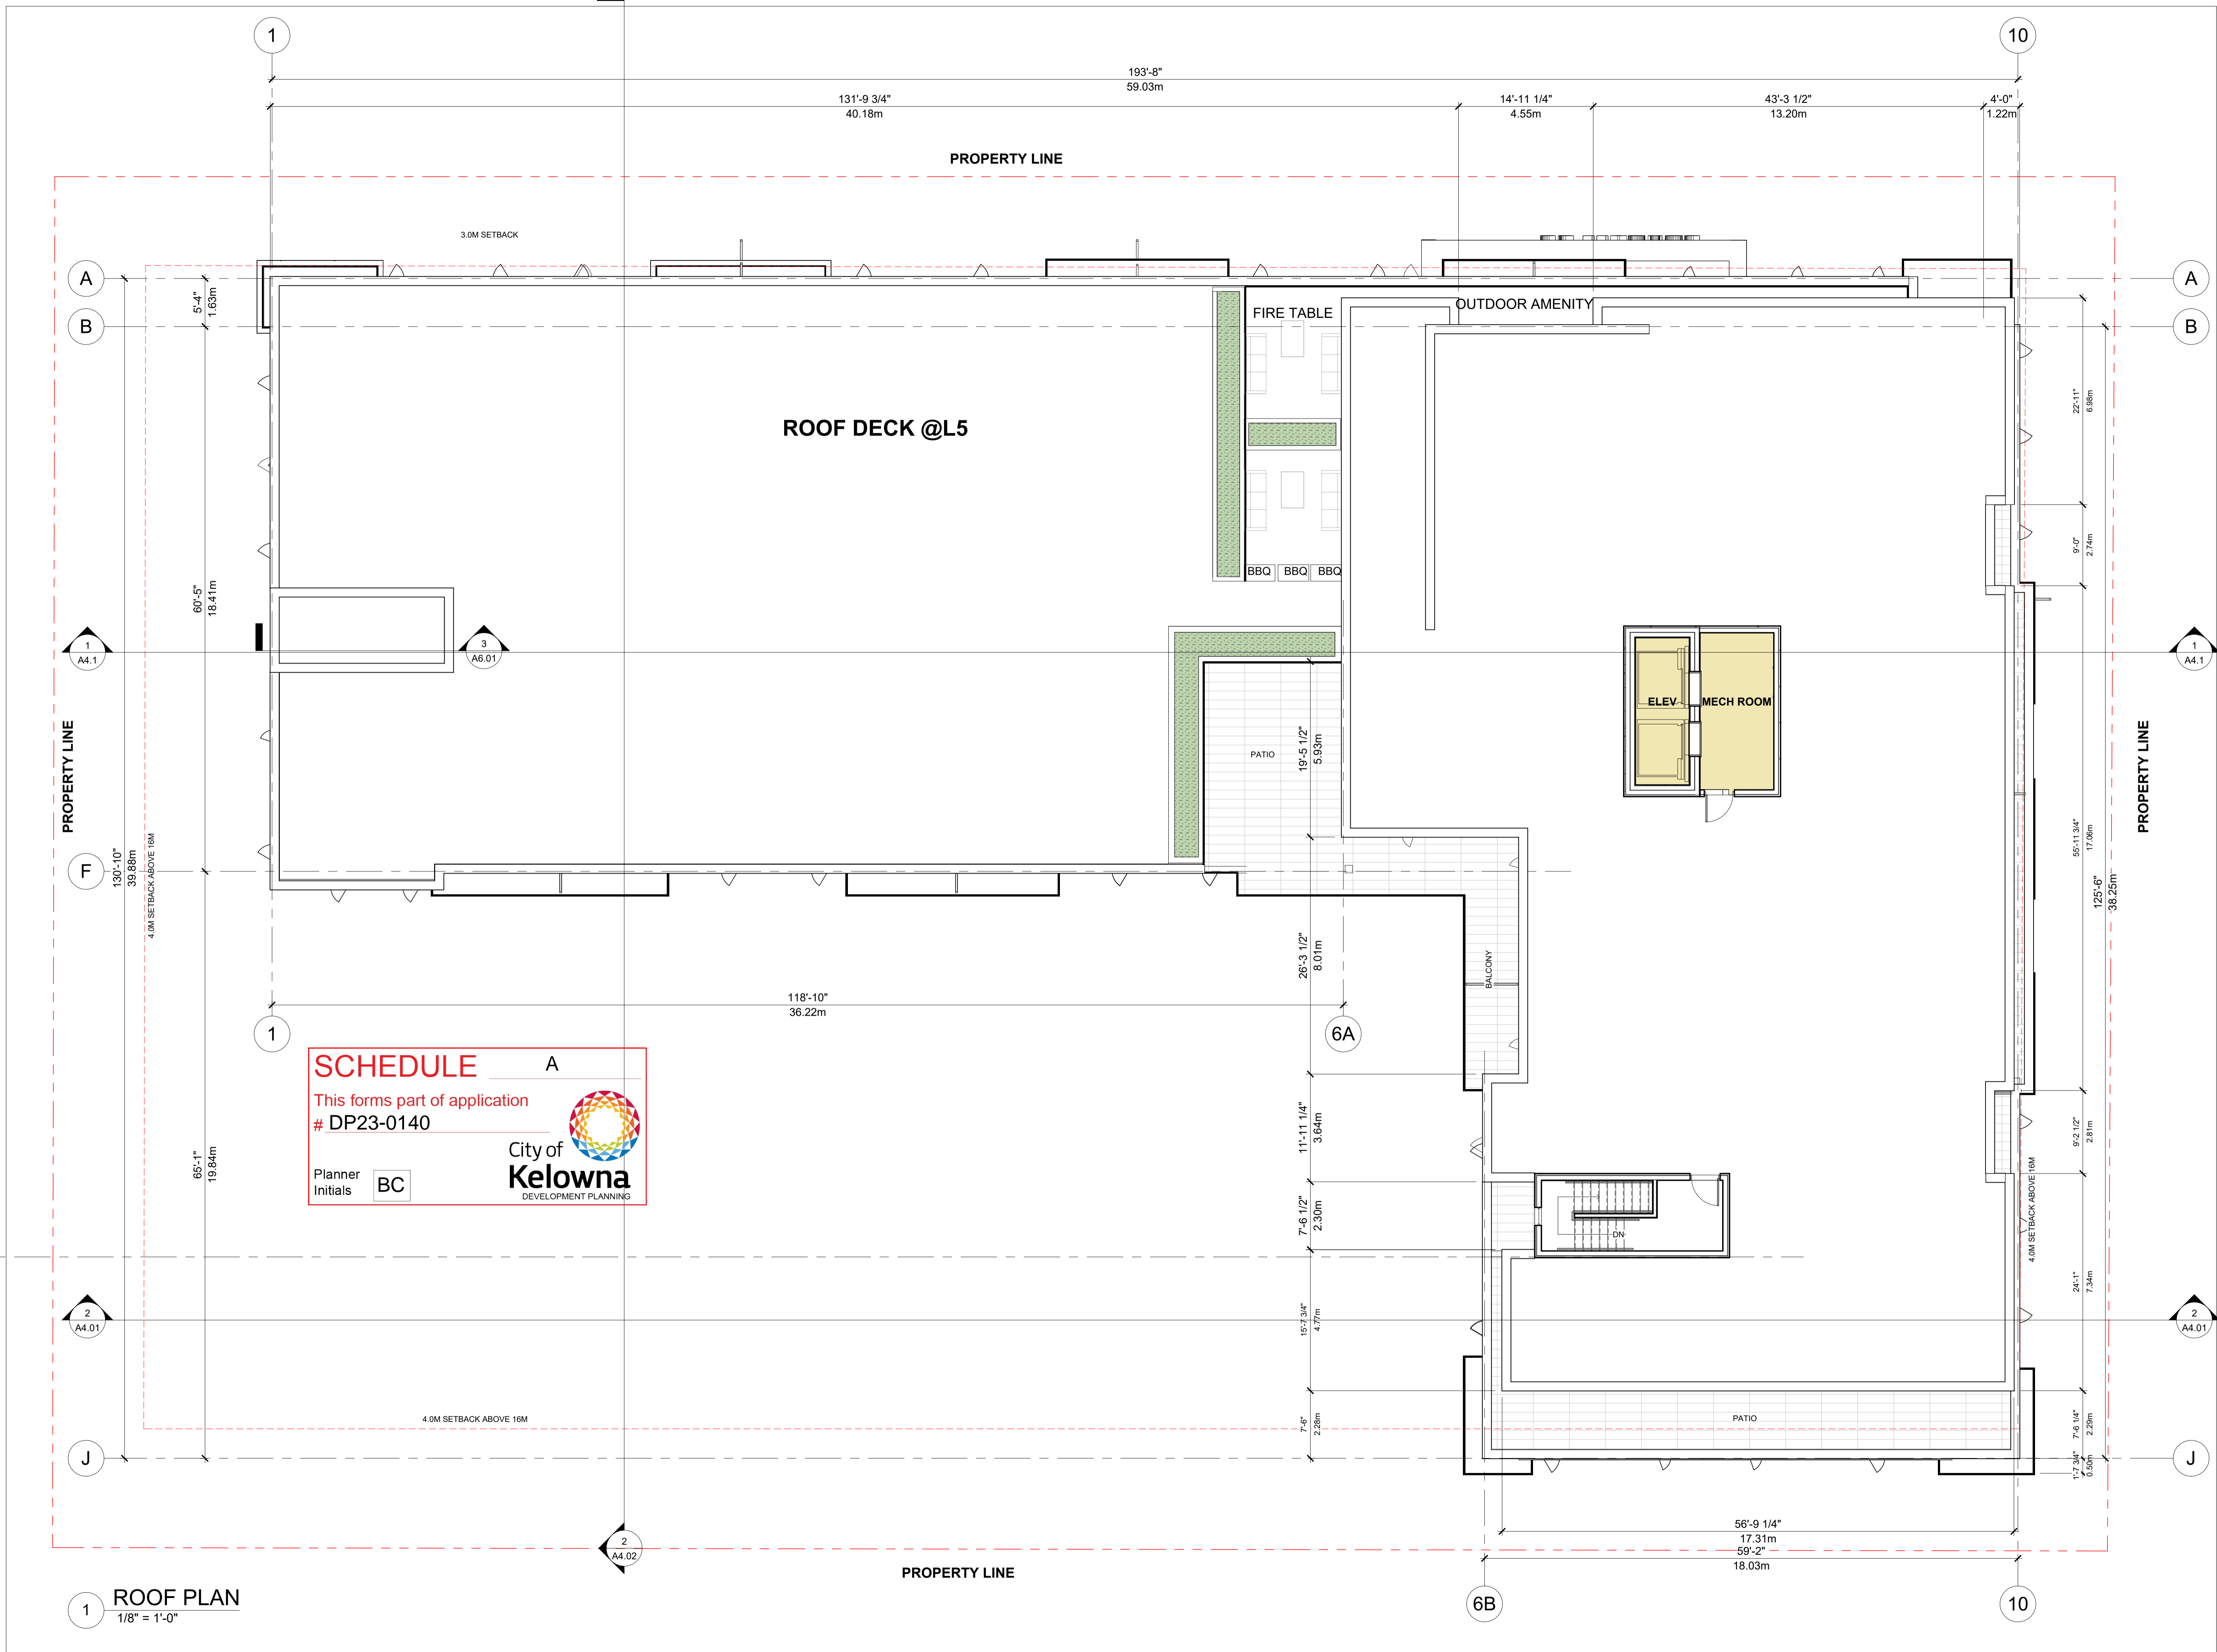 1
10
193'-8"
59.03m
131'-9 3/4"
40.18m
14'-11 1/4"
4.55m
43'-3 1/2"
13.20m
4'-0"
1.22m
PROPERTY LINE
3.0M SETBACK
A
A
B
B
5'-4"
1.63m
FIRE TABLE
OUTDOOR AMENITY
ROOF DECK @L5
22'-11"
6.98m
9'-0"
2.74m
BBQ
BBQ
BBQ
60'-5"
18.41m
1
A4.1
3
A6.01
1
A4.1
ELEV
MECH ROOM
PROPERTY LINE
PROPERTY LINE
PATIO
19'-5 1/2"
5.93m
130'-10"
39.88m
4.0M SETBACK ABOVE 16M
F
55'-11 3/4"
17.06m
125'-6"
38.25m
26'-3 1/2"
8.01m
BALCONY
118'-10"
36.22m
1
6A
SCHEDULE A
This forms part of application
# DP23-0140
City of
Kelowna
DEVELOPMENT PLANNING
Planner
Initials
BC
11'-11 1/4"
3.64m
9'-2 1/2"
2.81m
65'-1"
19.84m
7'-6 1/2"
2.30m
DN
4.0M SETBACK ABOVE 16M
24'-1"
7.34m
15'-7 3/4"
4.77m
2
A4.01
2
A4.01
4.0M SETBACK ABOVE 16M
7'-6"
2.28m
PATIO
7'-6 1/4"
2.29m
J
J
1'-7 3/4"
0.50m
56'-9 1/4"
17.31m
59'-2"
18.03m
2
A4.02
PROPERTY LINE
6B
10
1
ROOF PLAN
1/8" = 1'-0"